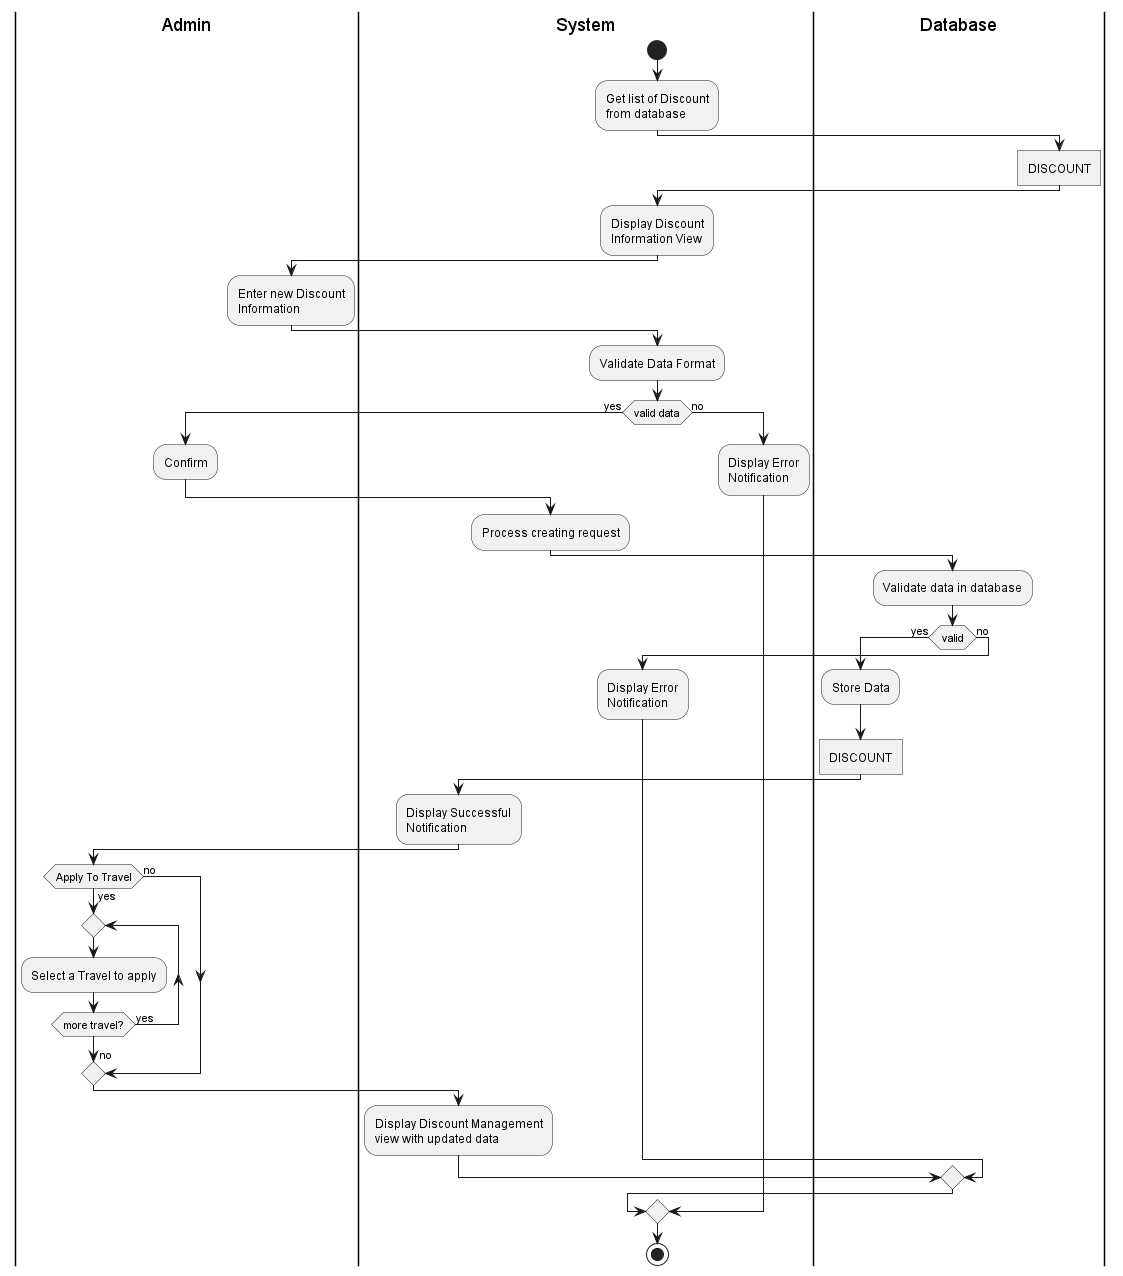 Admin
System
Database
Get list of Discount
from database
DISCOUNT
Display Discount
Information View
Enter new Discount
Information
Validate Data Format
yes
valid data
no
Confirm
Display Error
Notification
Process creating request
Validate data in database
yes
valid
no
Display Error
Notification
Store Data
DISCOUNT
Display Successful
Notification
Apply To Travel
no
yes
Select a Travel to apply
more travel?
yes
no
Display Discount Management
view with updated data